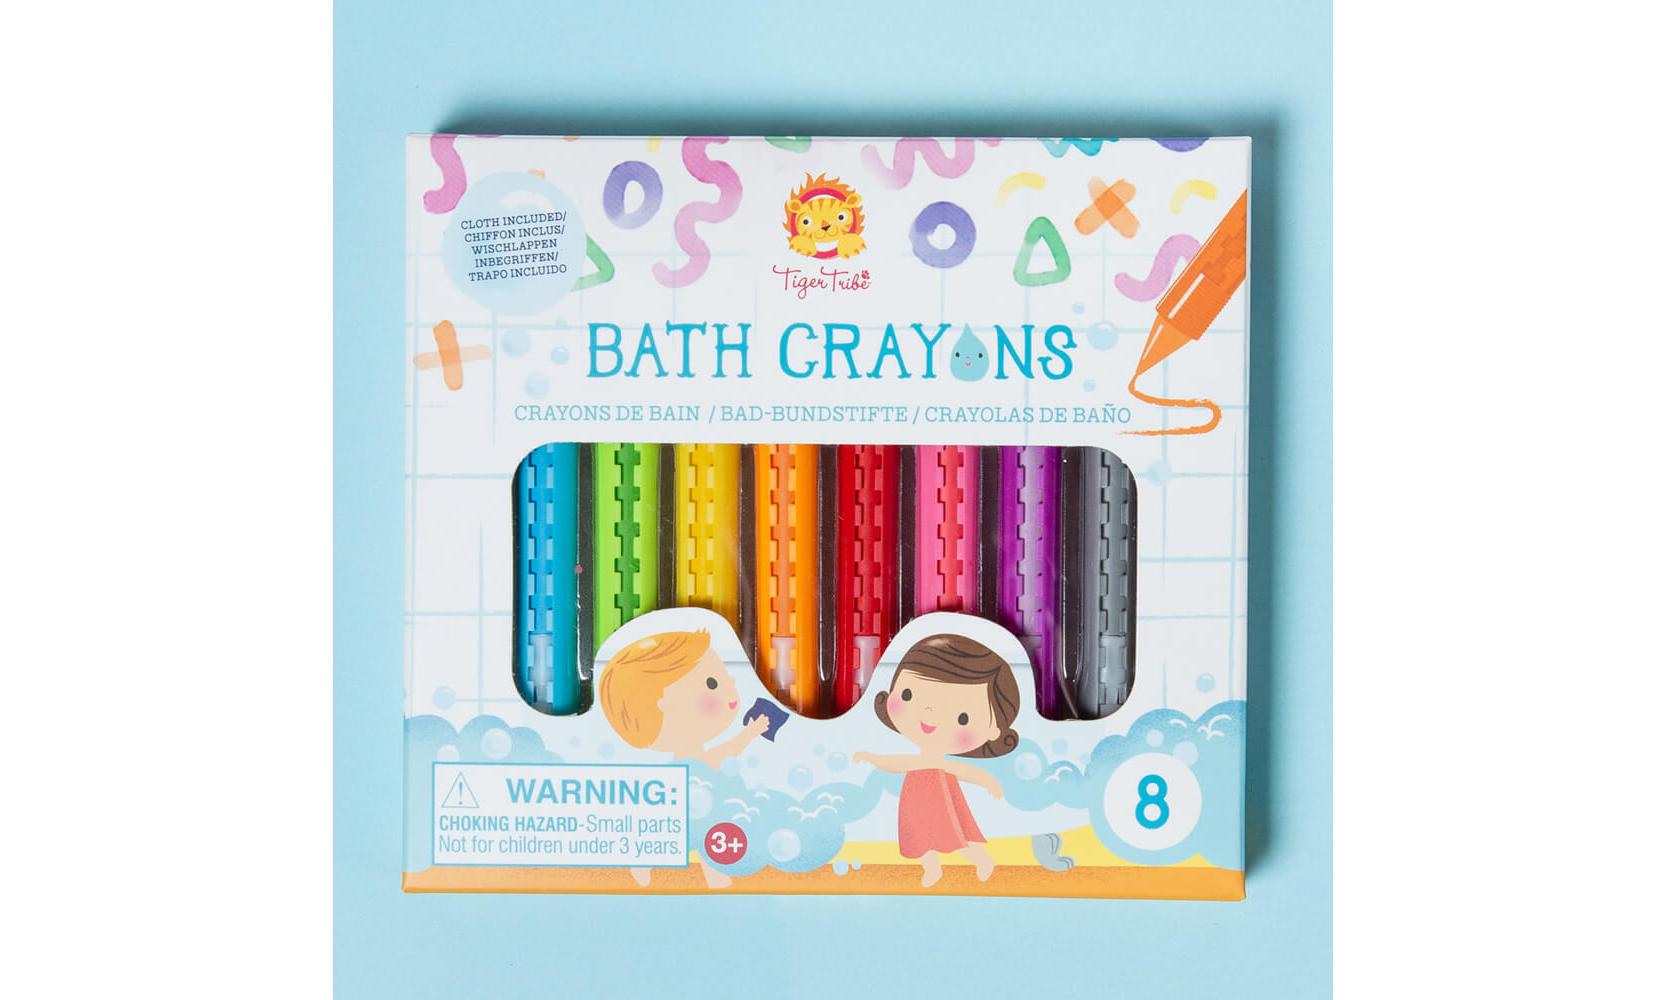 CLOTH INCLUDED/
CHIFFON INCLUS/
WISCHLAPPEN
INBEGRIFFEN/
TRAPO INCLUIDO
Tiger Tribe
BATH CRAYONS
CRAYONS DE BAIN / BAD-BUNDSTIFTE / CRAYOLAS DE BAÑO
WARNING:
CHOKING HAZARD-Small parts
Not for children under 3 years.
3+
8